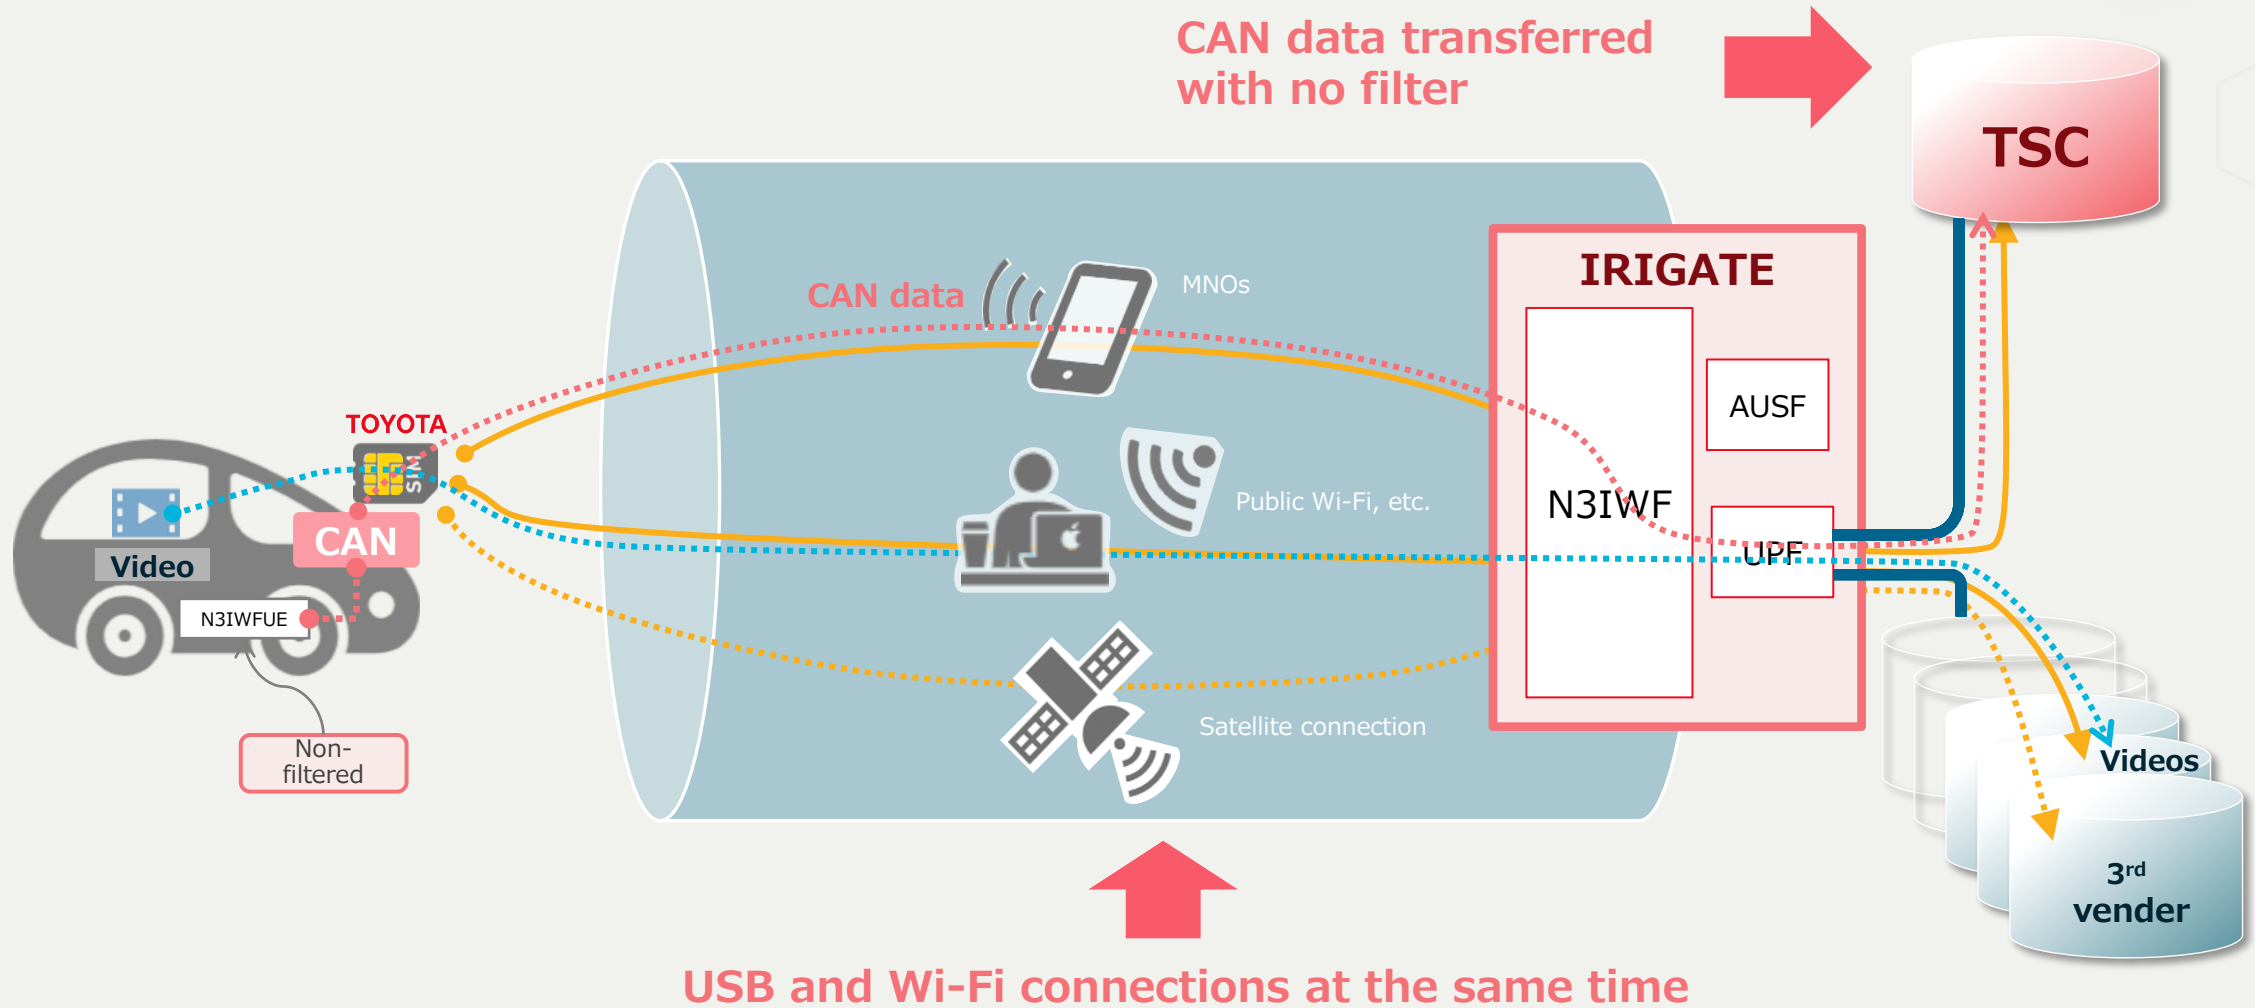 CAN data transferred
with no filter
TSC
IRIGATE
CAN data
MNOs
AUSF
TOYOTA
SIM
N3IWF
Public Wi-Fi, etc.
CAN
UPF
Video
N3IWFUE
Satellite connection
Non-
filtered
Videos
3rd
vender
USB and Wi-Fi connections at the same time